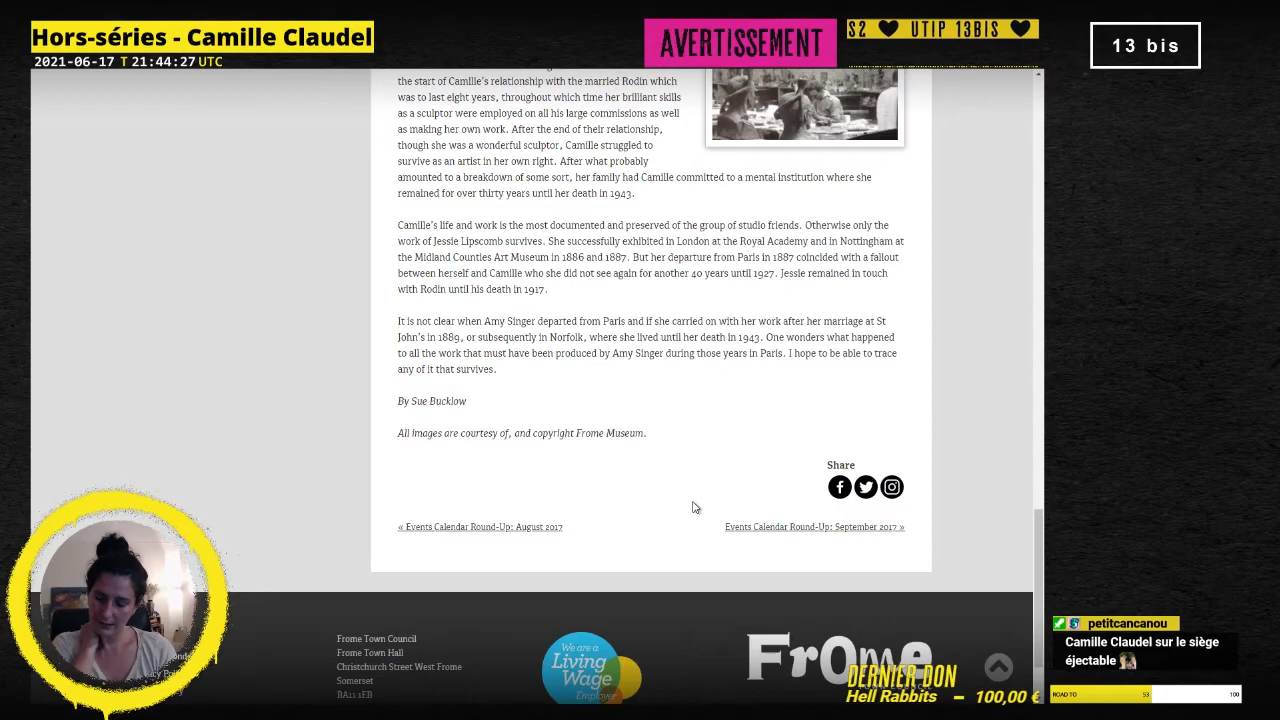 Hors-séries - Camille Claudel
2021-06-17 T 21:44:27 UTC
AVERTISSEMENT
S2 ♥ UTIP 13BIS ♥
13 bis
the start of Camille's relationship with the married Rodin which
was to last eight years, throughout which time her brilliant skills
as a sculptor were employed on all his large commissions as well
as making her own work. After the end of their relationship,
though she was a wonderful sculptor, Camille struggled to
survive as an artist in her own right. After what probably
amounted to a breakdown of some sort, her family had Camille committed to a mental institution where she
remained for over thirty years until her death in 1943.
Camille's life and work is the most documented and preserved of the group of studio friends. Otherwise only the
work of Jessie Lipscomb survives. She successfully exhibited in London at the Royal Academy and in Nottingham at
the Midland Counties Art Museum in 1886 and 1887. But her departure from Paris in 1887 coincided with a fallout
between herself and Camille who she did not see again for another 40 years until 1927. Jessie remained in touch
with Rodin until his death in 1917.
It is not clear when Amy Singer departed from Paris and if she carried on with her work after her marriage at St
John's in 1889, or subsequently in Norfolk, where she lived until her death in 1943. One wonders what happened
to all the work that must have been produced by Amy Singer during those years in Paris. I hope to be able to trace
any of it that survives.
By Sue Bucklow
All images are courtesy of, and copyright Frome Museum.
Share
« Events Calendar Round-Up: August 2017
Events Calendar Round-Up: September 2017 »
Frome Town Council
Frome Town Hall
Christchurch Street West Frome
Somerset
BA11 1EB
We are a
Living
Wage
Employer
Frome
DERNIER DON
Hell Rabbits – 100,00 €
petitcancanou
Camille Claudel sur le siège
éjectable
ROAD TO 53 100